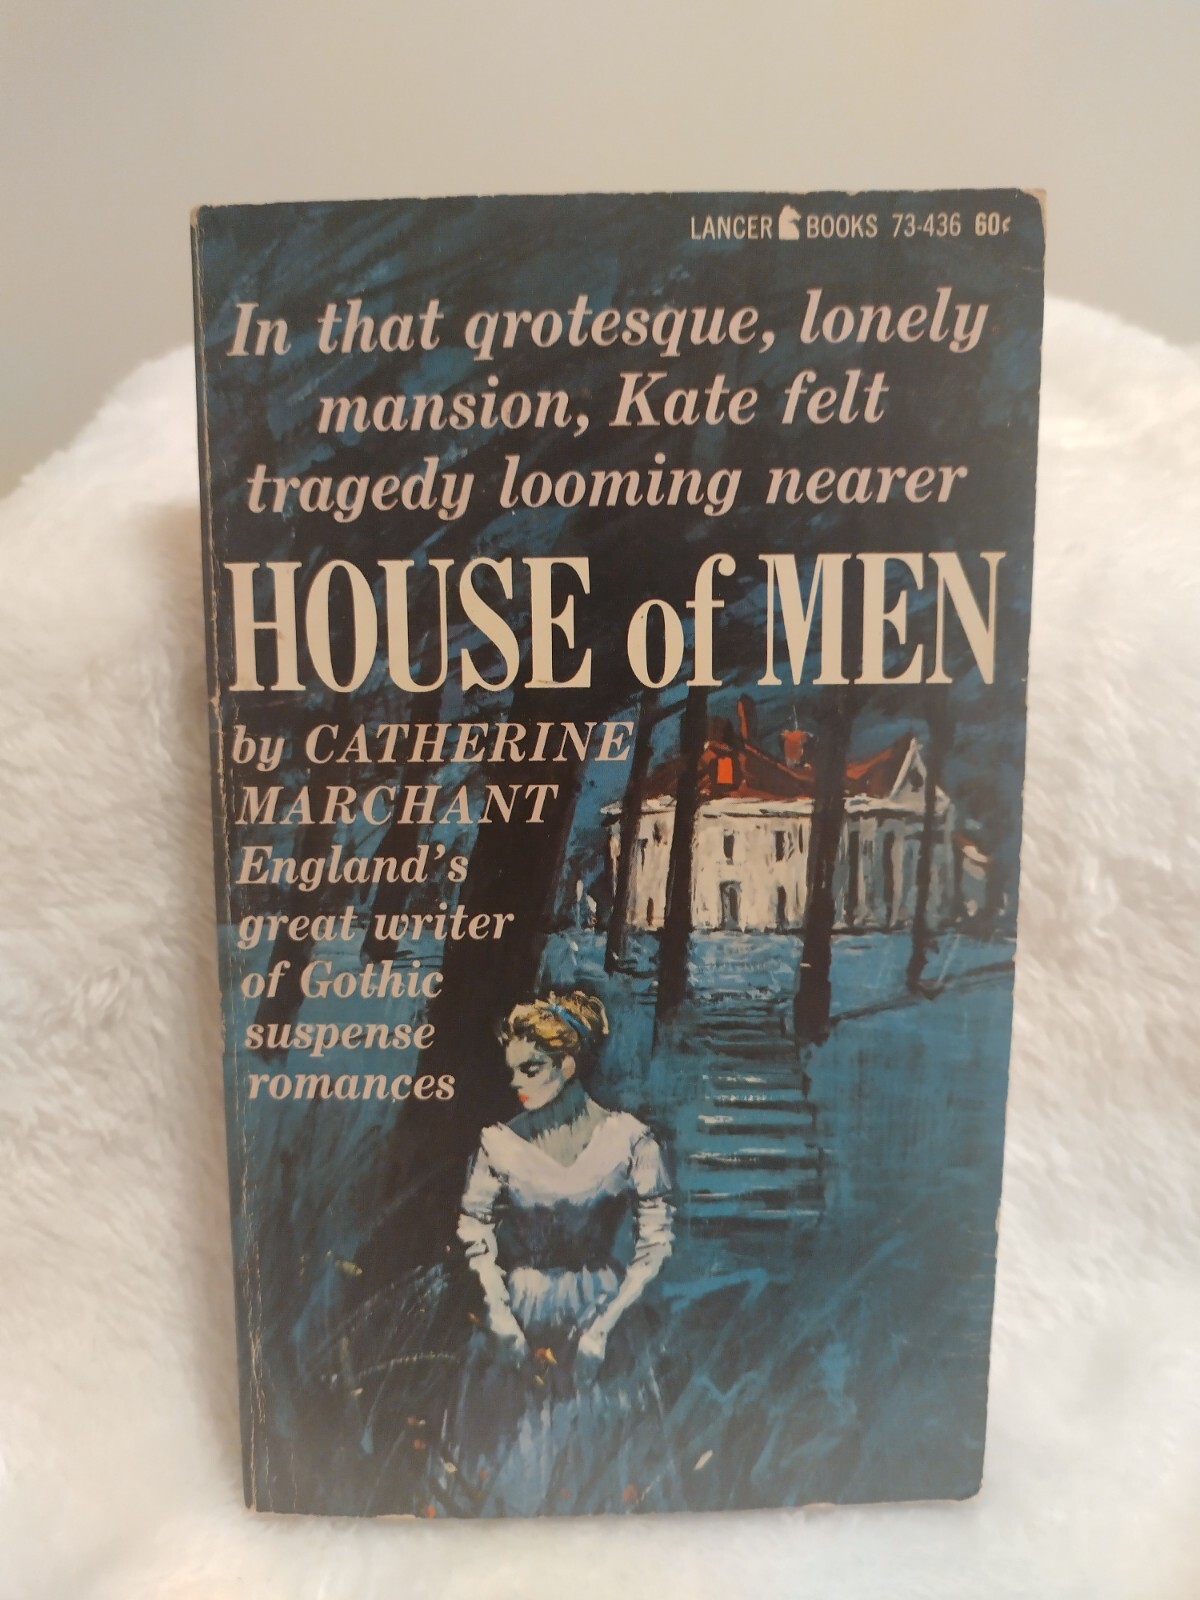 LANCER BOOKS 73-436 60¢
In that grotesque, lonely
mansion, Kate felt
tragedy looming nearer
HOUSE of MEN
by CATHERINE
MARCHANT
England's
great writer
of Gothic
suspense
romances